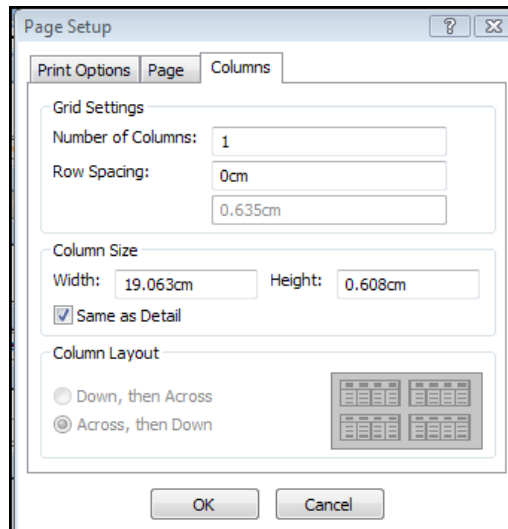 Page Setup
Print Options Page Columns
Grid Settings
Number of Columns: 1
Row Spacing: 0cm
0.635cm
Column Size
Width: 19.063cm Height: 0.608cm
Same as Detail
Column Layout
Down, then Across
Across, then Down
OK Cancel